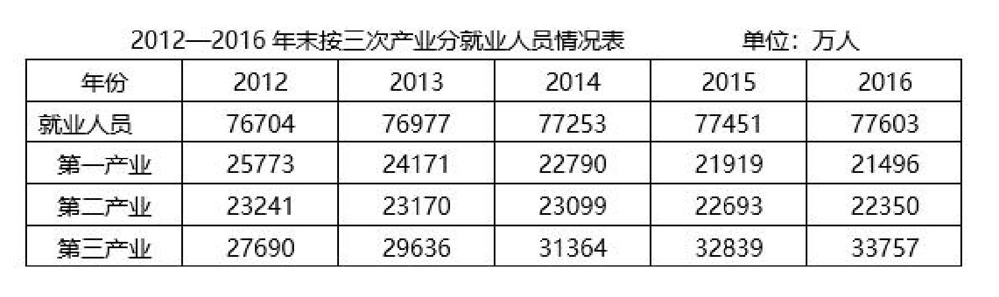 2012—2016 年末按三次产业分就业人员情况表 单位：万人
年份 2012 2013 2014 2015 2016
就业人员 76704 76977 77253 77451 77603
第一产业 25773 24171 22790 21919 21496
第二产业 23241 23170 23099 22693 22350
第三产业 27690 29636 31364 32839 33757